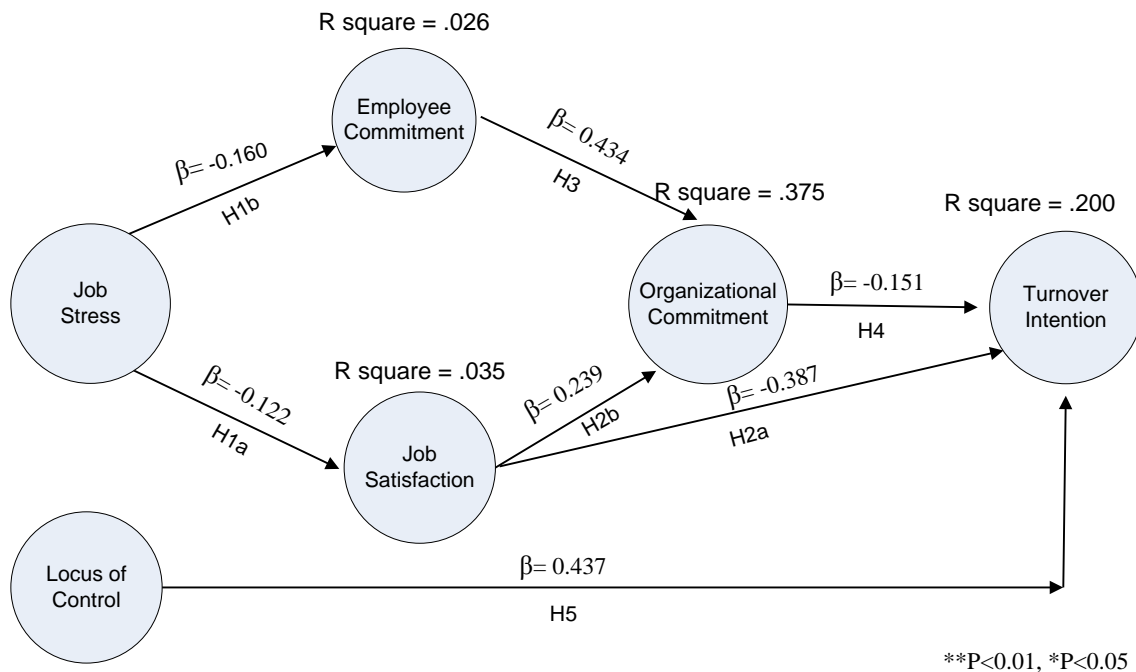 R square = .026
Employee
Commitment
β= -0.160
H1b
β= 0.434
H3
R square = .375
R square = .200
Job
Stress
Organizational
Commitment
β= -0.151
H4
Turnover
Intention
R square = .035
β= -0.122
H1a
β= 0.239
H2b
β= -0.387
H2a
Job
Satisfaction
Locus of
Control
β= 0.437
H5
**P<0.01, *P<0.05